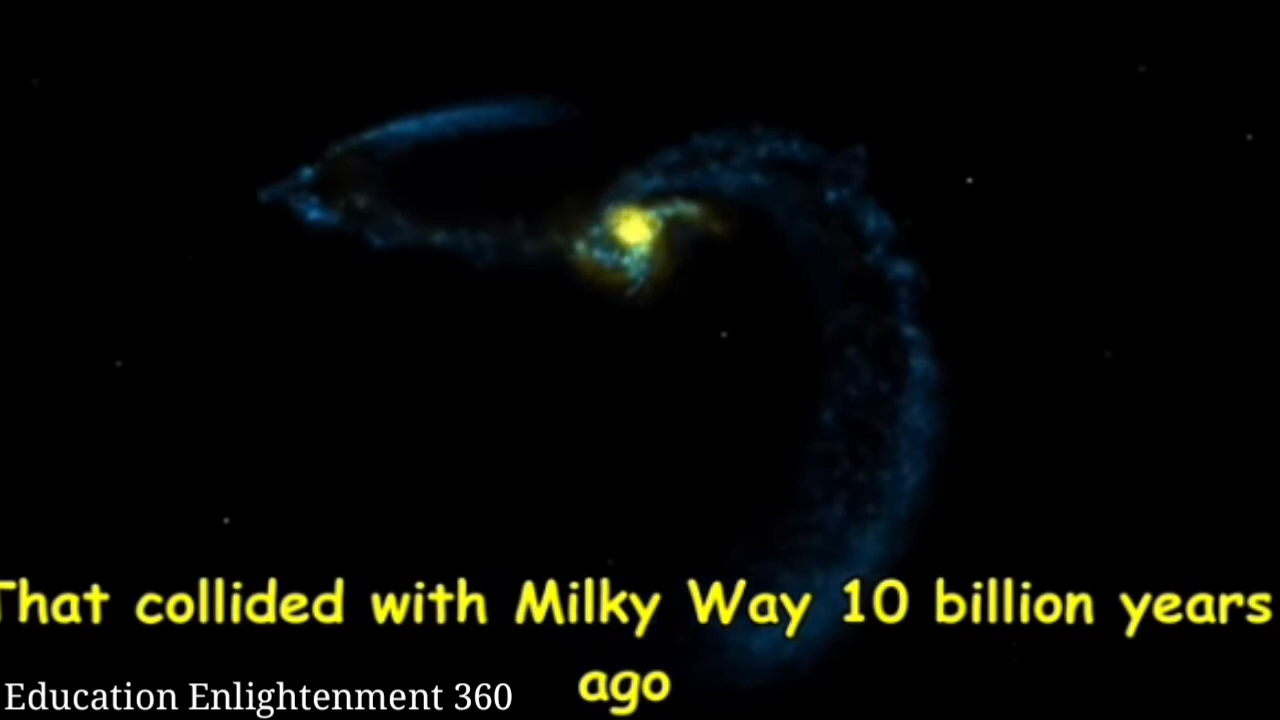 That collided with Milky Way 10 billion years
ago
Education Enlightenment 360